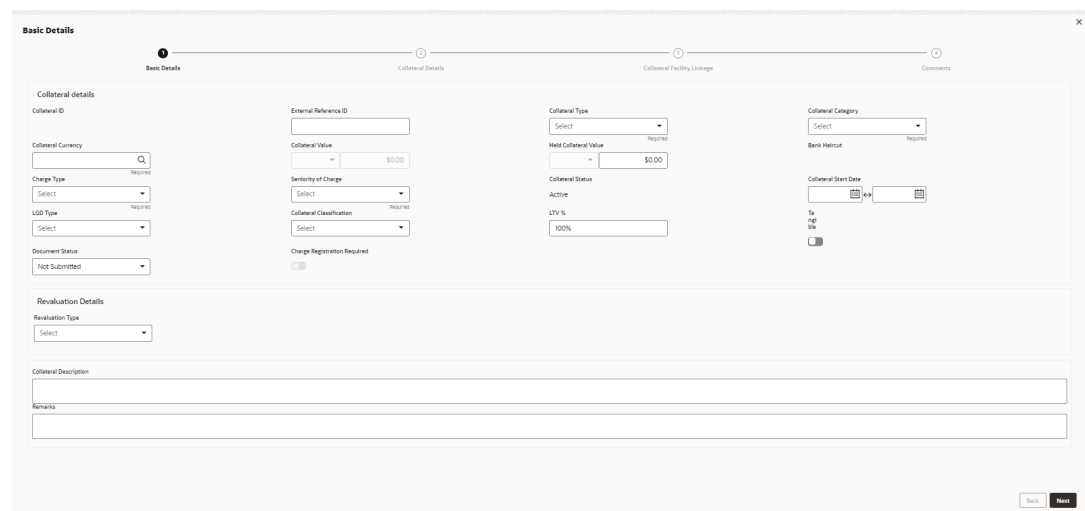 Basic Details
1
2
3
4
Basic Details
Collateral Details
Collateral Facility Linkage
Comments
Collateral details
Collateral ID
External Reference ID
Collateral Type
Collateral Category
Select
Select
Required
Required
Collateral Currency
Collateral Value
Held Collateral Value
Bank Haircut
$0.00
$0.00
Required
Charge Type
Seniority of Charge
Collateral Status
Collateral Start Date
Select
Select
Active
Required
Required
LGD Type
Collateral Classification
LTV %
Ta
ngi
ble
Select
Select
100%
Document Status
Charge Registration Required
Not Submitted
Revaluation Details
Revaluation Type
Select
Collateral Description
Remarks
Back
Next